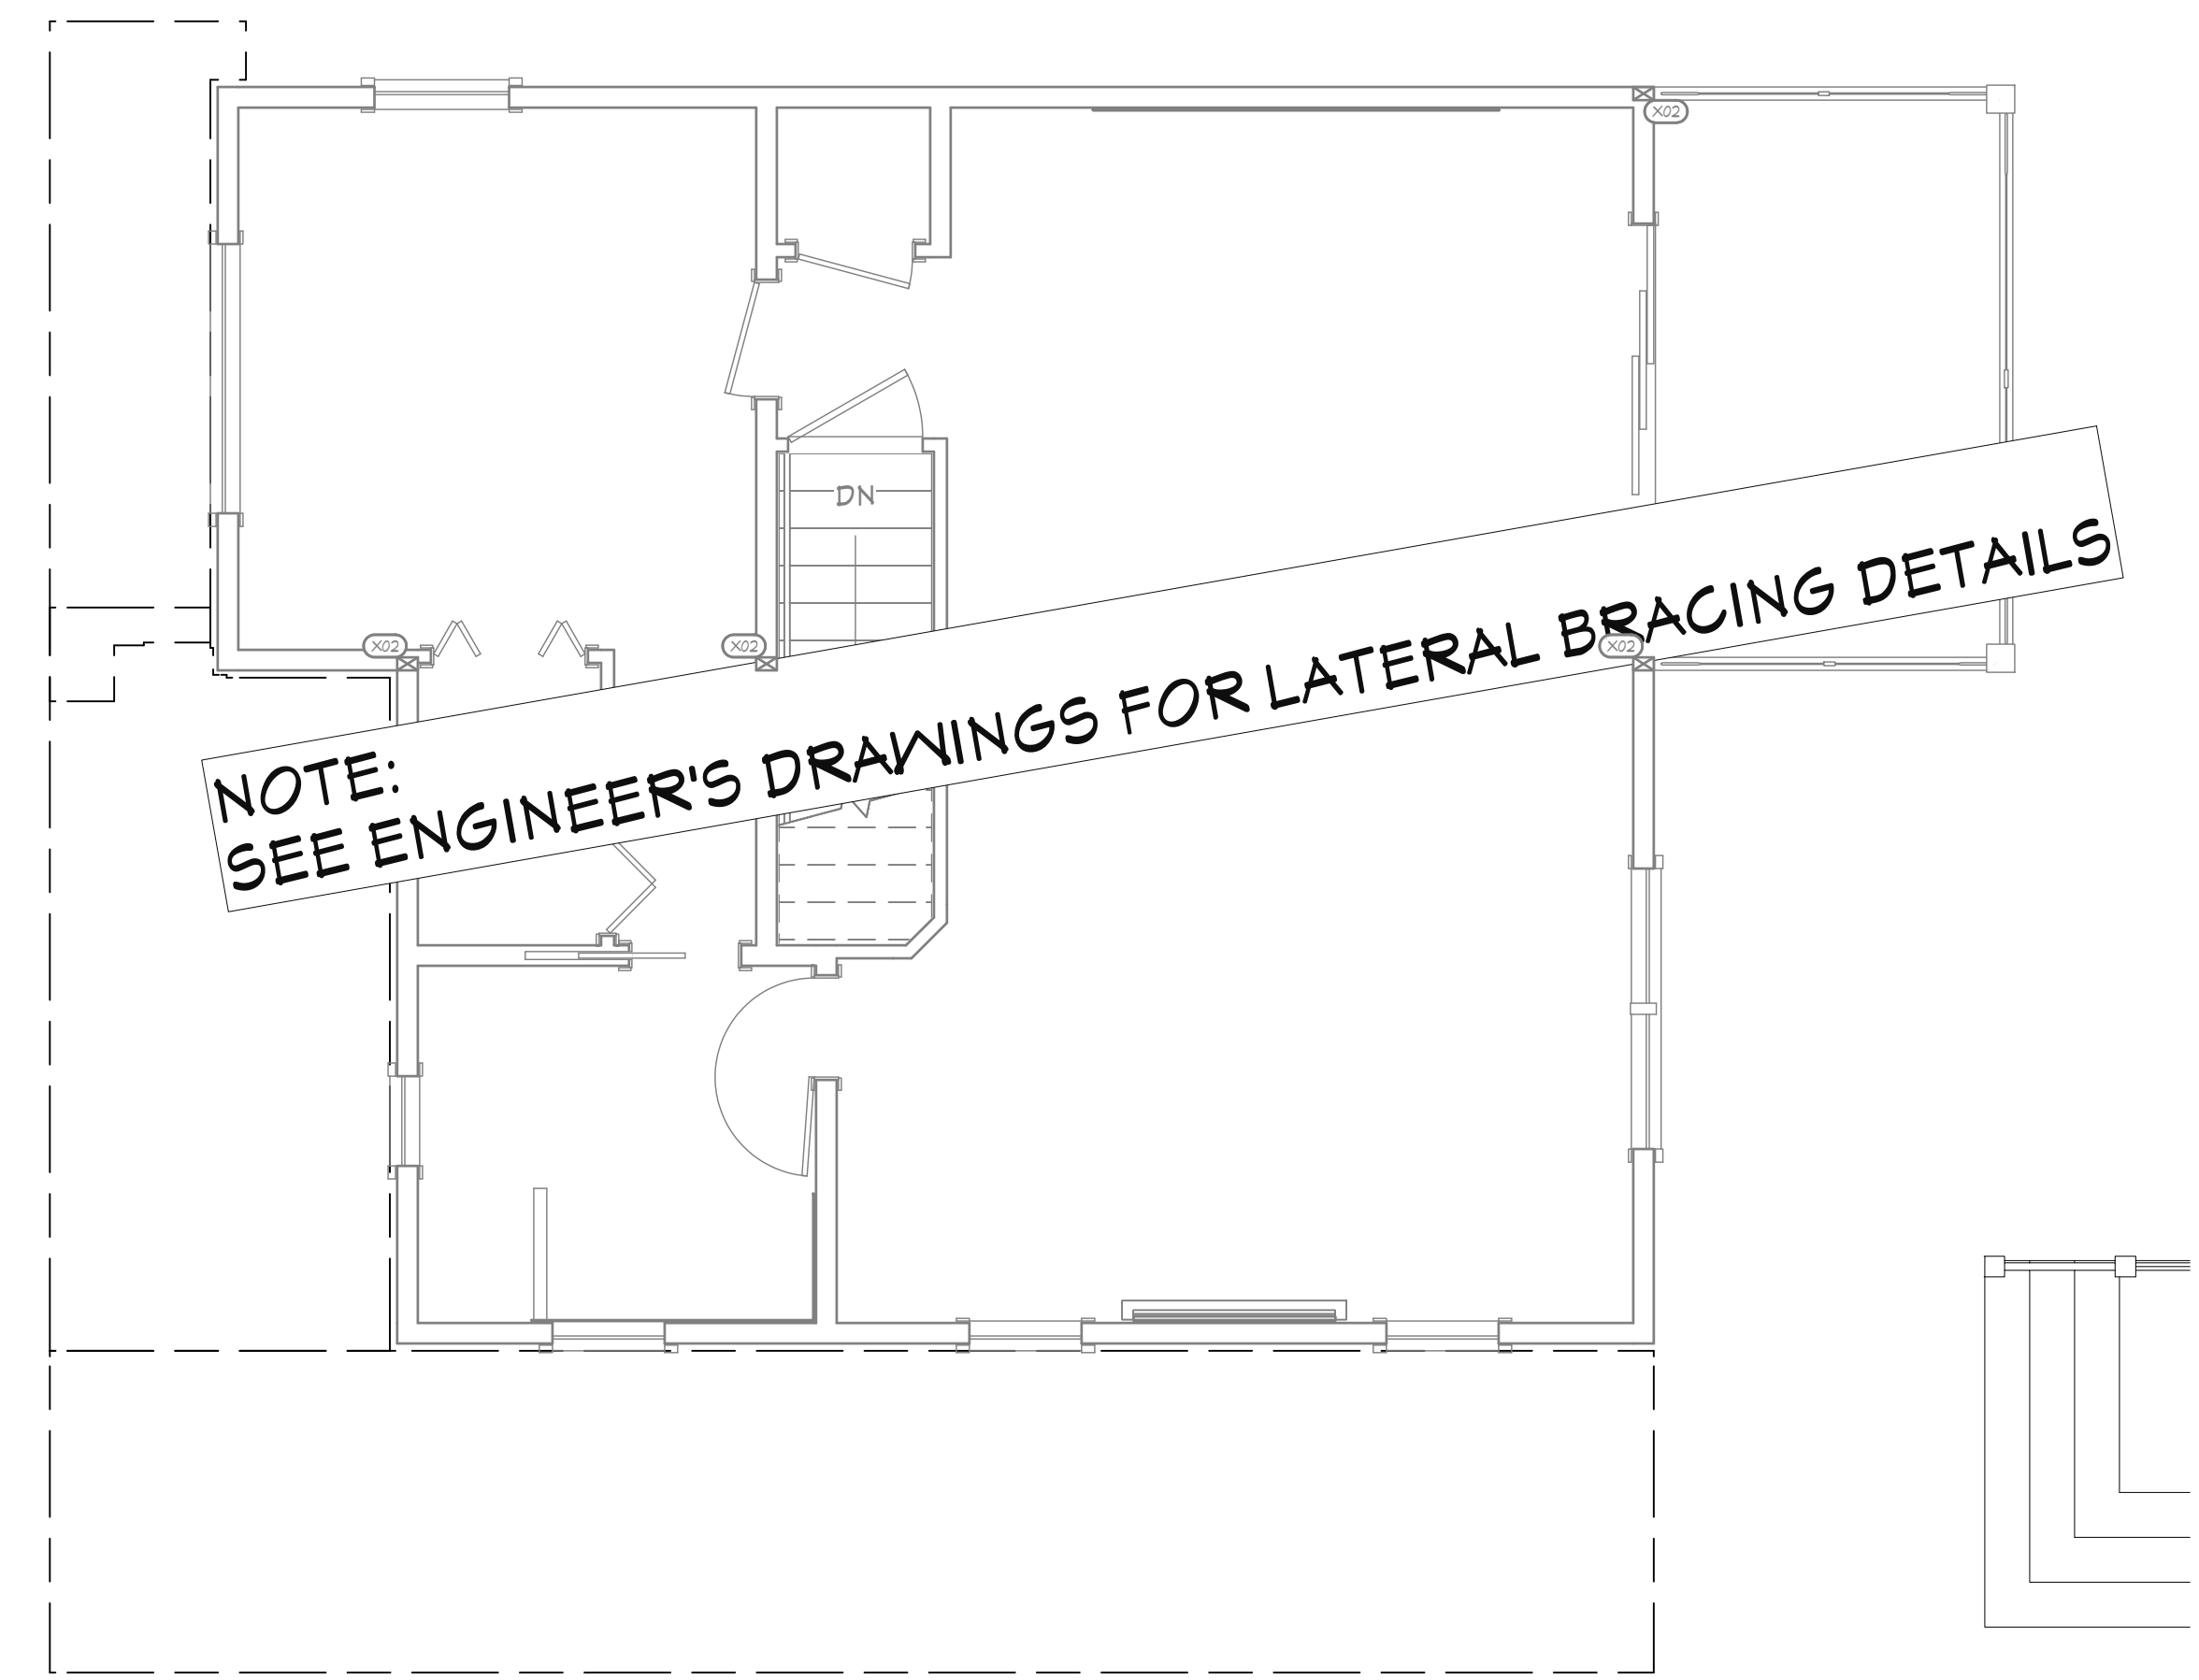 X02
DN
X02
X02
X02
NOTE:
SEE ENGINEER'S DRAWINGS FOR LATERAL BRACING DETAILS